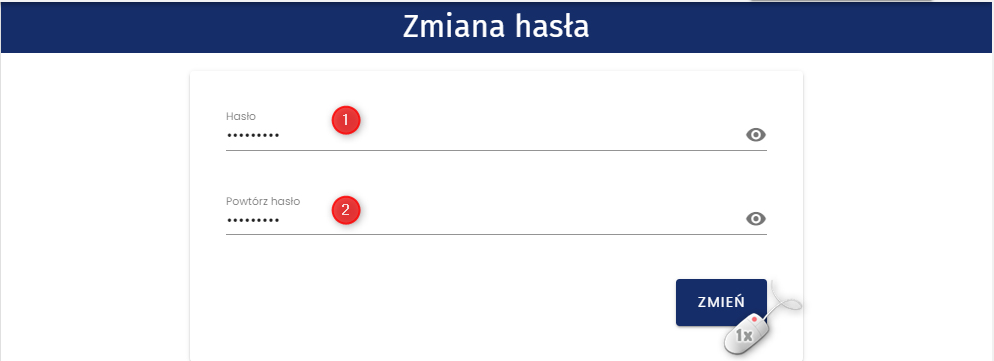 Zmiana hasła
Hasło
1
•••••••••
Powtórz hasło
2
•••••••••
ZMIEŃ
1x